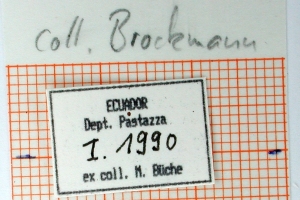 coll. Brockmann
ECUADOR
Dept. Pastazza
I. 1990
ex coll. M. Büche